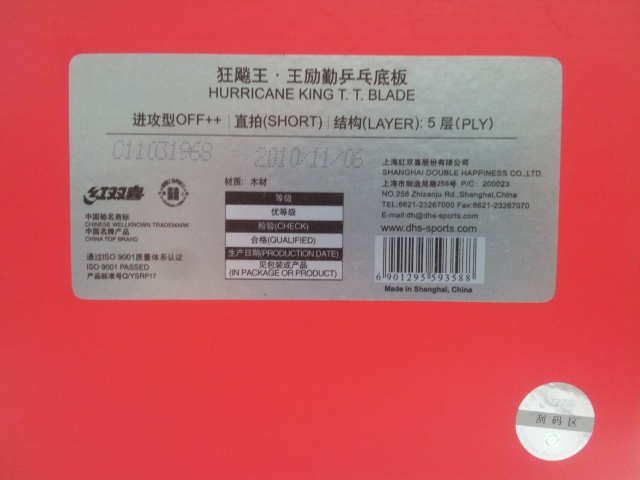 狂飚王·王励勤乒乓底板
HURRICANE KING T. T. BLADE
进攻型OFF++ 直拍(SHORT) 结构(LAYER): 5 层(PLY)
C11031968 2010/11/06
红双喜
中国驰名商标
CHINESE WELLKNOWN TRADEMARK
中国名牌产品
CHINA TOP BRAND
通过ISO 9001质量体系认证
ISO 9001 PASSED
产品标准号Q/YSRP17
材质: 木材
等级
优等级
检验(CHECK)
合格(QUALIFIED)
生产日期(PRODUCTION DATE)
见包装或产品
(IN PACKAGE OR PRODUCT)
上海红双喜股份有限公司
SHANGHAI DOUBLE HAPPINESS CO.,LTD.
上海市制造局路258号 P/C: 200023
NO.258 Zhizaoju Rd.,Shanghai,China
TEL:8621-23267000 Fax:8621-23267070
E-mail:dh@dhs-sports.com
www.dhs-sports.com
6 901295 593588
Made in Shanghai, China
刮码区